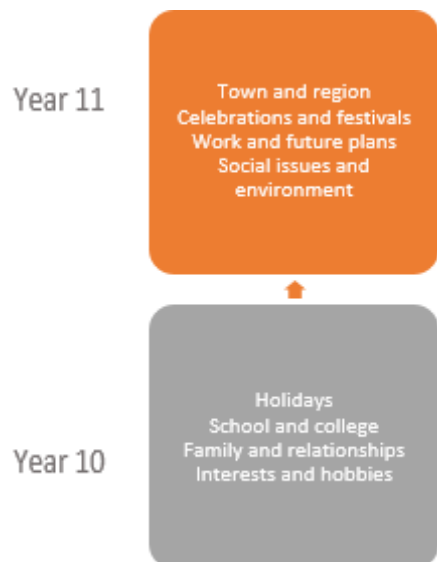 Year 11
Town and region
Celebrations and festivals
Work and future plans
Social issues and
environment
Holidays
School and college
Family and relationships
Interests and hobbies
Year 10